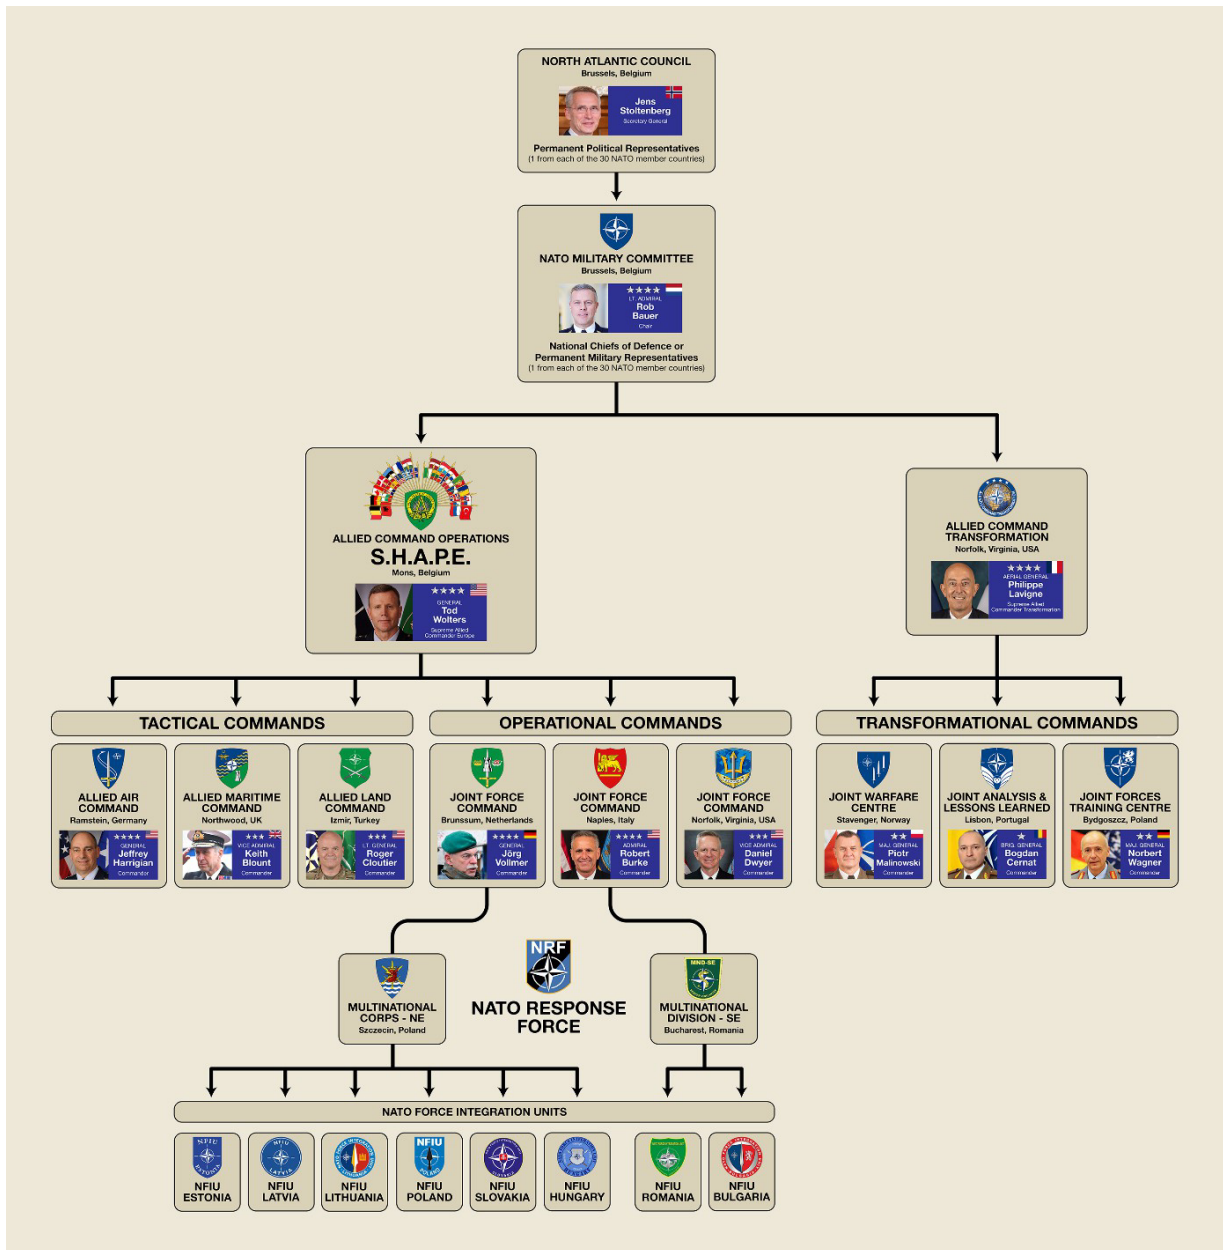 NORTH ATLANTIC COUNCIL
Brussels, Belgium
Jens
Stoltenberg
Secretary General
Permanent Political Representatives
(1 from each of the 30 NATO member countries)
NATO MILITARY COMMITTEE
Brussels, Belgium
LT. ADMIRAL
Rob
Bauer
Chair
National Chiefs of Defence or
Permanent Military Representatives
(1 from each of the 30 NATO member countries)
ALLIED COMMAND OPERATIONS
S.H.A.P.E.
Mons, Belgium
GENERAL
Tod
Wolters
Supreme Allied
Commander Europe
ALLIED COMMAND
TRANSFORMATION
Norfolk, Virginia, USA
AERIAL GENERAL
Philippe
Lavigne
Supreme Allied
Commander Transformation
TACTICAL COMMANDS
ALLIED AIR
COMMAND
Ramstein, Germany
GENERAL
Jeffrey
Harrigian
Commander
ALLIED MARITIME
COMMAND
Northwood, UK
VICE ADMIRAL
Keith
Blount
Commander
ALLIED LAND
COMMAND
Izmir, Turkey
LT. GENERAL
Roger
Cloutier
Commander
OPERATIONAL COMMANDS
JOINT FORCE
COMMAND
Brunssum, Netherlands
GENERAL
Jörg
Vollmer
Commander
JOINT FORCE
COMMAND
Naples, Italy
ADMIRAL
Robert
Burke
Commander
JOINT FORCE
COMMAND
Norfolk, Virginia, USA
VICE ADMIRAL
Daniel
Dwyer
Commander
TRANSFORMATIONAL COMMANDS
JOINT WARFARE
CENTRE
Stavenger, Norway
MAJ. GENERAL
Piotr
Malinowski
Commander
JOINT ANALYSIS &
LESSONS LEARNED
Lisbon, Portugal
BRIG. GENERAL
Bogdan
Cernat
Commander
JOINT FORCES
TRAINING CENTRE
Bydgoszcz, Poland
MAJ. GENERAL
Norbert
Wagner
Commander
MULTINATIONAL
CORPS - NE
Szczecin, Poland
NRF
NATO RESPONSE
FORCE
MND-SE
MULTINATIONAL
DIVISION - SE
Bucharest, Romania
NATO FORCE INTEGRATION UNITS
NFIU
ESTONIA
NFIU
ESTONIA
NFIU
LATVIA
NFIU
LATVIA
NFIU
LITHUANIA
NFIU
POLAND
NFIU
POLAND
NFIU
SLOVAKIA
NFIU
HUNGARY
NFIU
ROMANIA
NFIU
BULGARIA